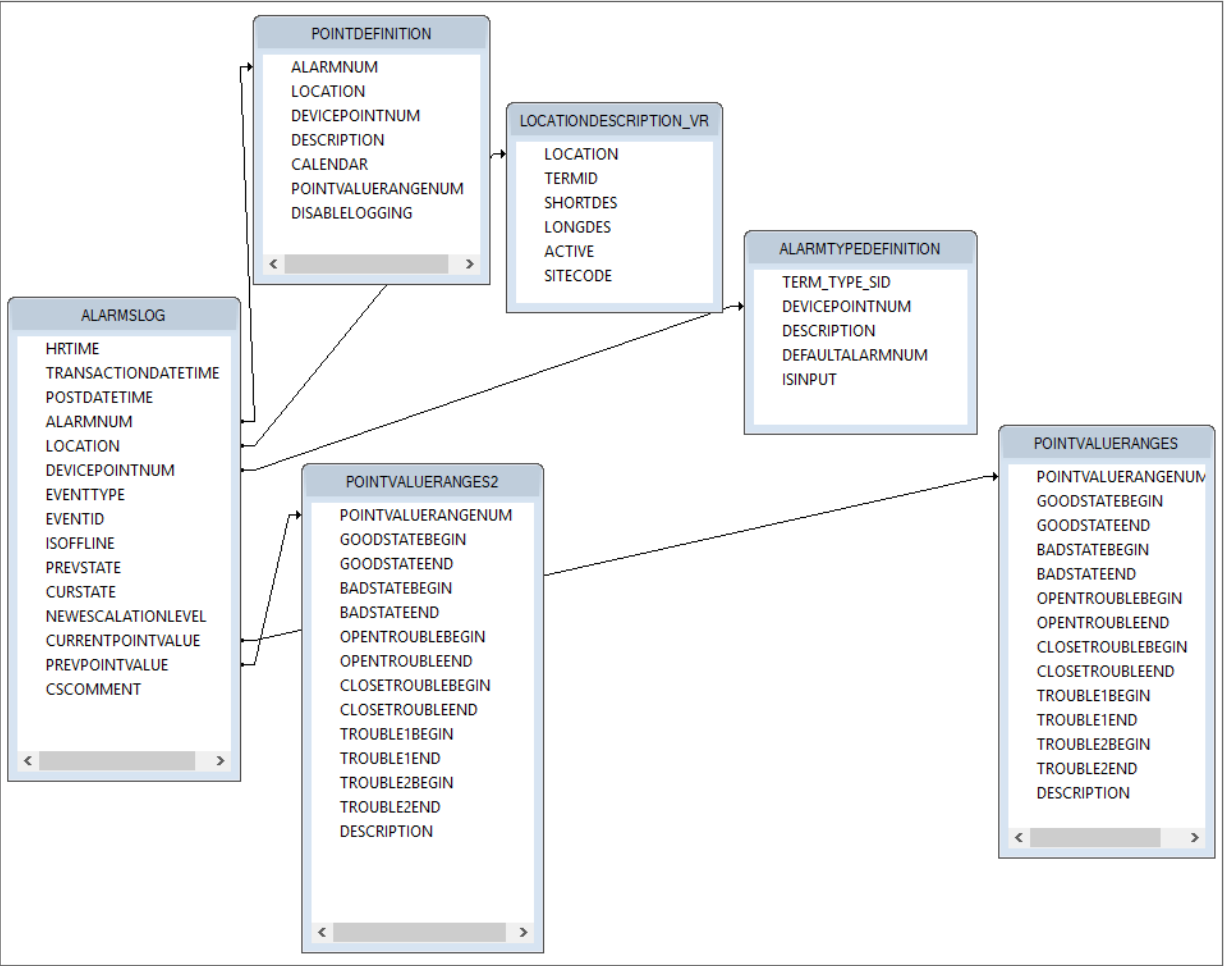 POINTDEFINITION
ALARMNUM
LOCATION
DEVICEPOINTNUM
DESCRIPTION
CALENDAR
POINTVALUERANGENUM
DISABLELOGGING
LOCATIONDESCRIPTION_VR
LOCATION
TERMID
SHORTDES
LONGDES
ACTIVE
SITECODE
ALARMTYPEDEFINITION
TERM_TYPE_SID
DEVICEPOINTNUM
DESCRIPTION
DEFAULTALARMNUM
ISINPUT
ALARMSLOG
HRTIME
TRANSACTIONDATETIME
POSTDATETIME
ALARMNUM
LOCATION
DEVICEPOINTNUM
EVENTTYPE
EVENTID
ISOFFLINE
PREVSTATE
CURSTATE
NEWESCALATIONLEVEL
CURRENTPOINTVALUE
PREVPOINTVALUE
CSCOMMENT
POINTVALUERANGES2
POINTVALUERANGENUM
GOODSTATEBEGIN
GOODSTATEEND
BADSTATEBEGIN
BADSTATEEND
OPENTROUBLEBEGIN
OPENTROUBLEEND
CLOSETROUBLEBEGIN
CLOSETROUBLEEND
TROUBLE1BEGIN
TROUBLE1END
TROUBLE2BEGIN
TROUBLE2END
DESCRIPTION
POINTVALUERANGES
POINTVALUERANGENUM
GOODSTATEBEGIN
GOODSTATEEND
BADSTATEBEGIN
BADSTATEEND
OPENTROUBLEBEGIN
OPENTROUBLEEND
CLOSETROUBLEBEGIN
CLOSETROUBLEEND
TROUBLE1BEGIN
TROUBLE1END
TROUBLE2BEGIN
TROUBLE2END
DESCRIPTION